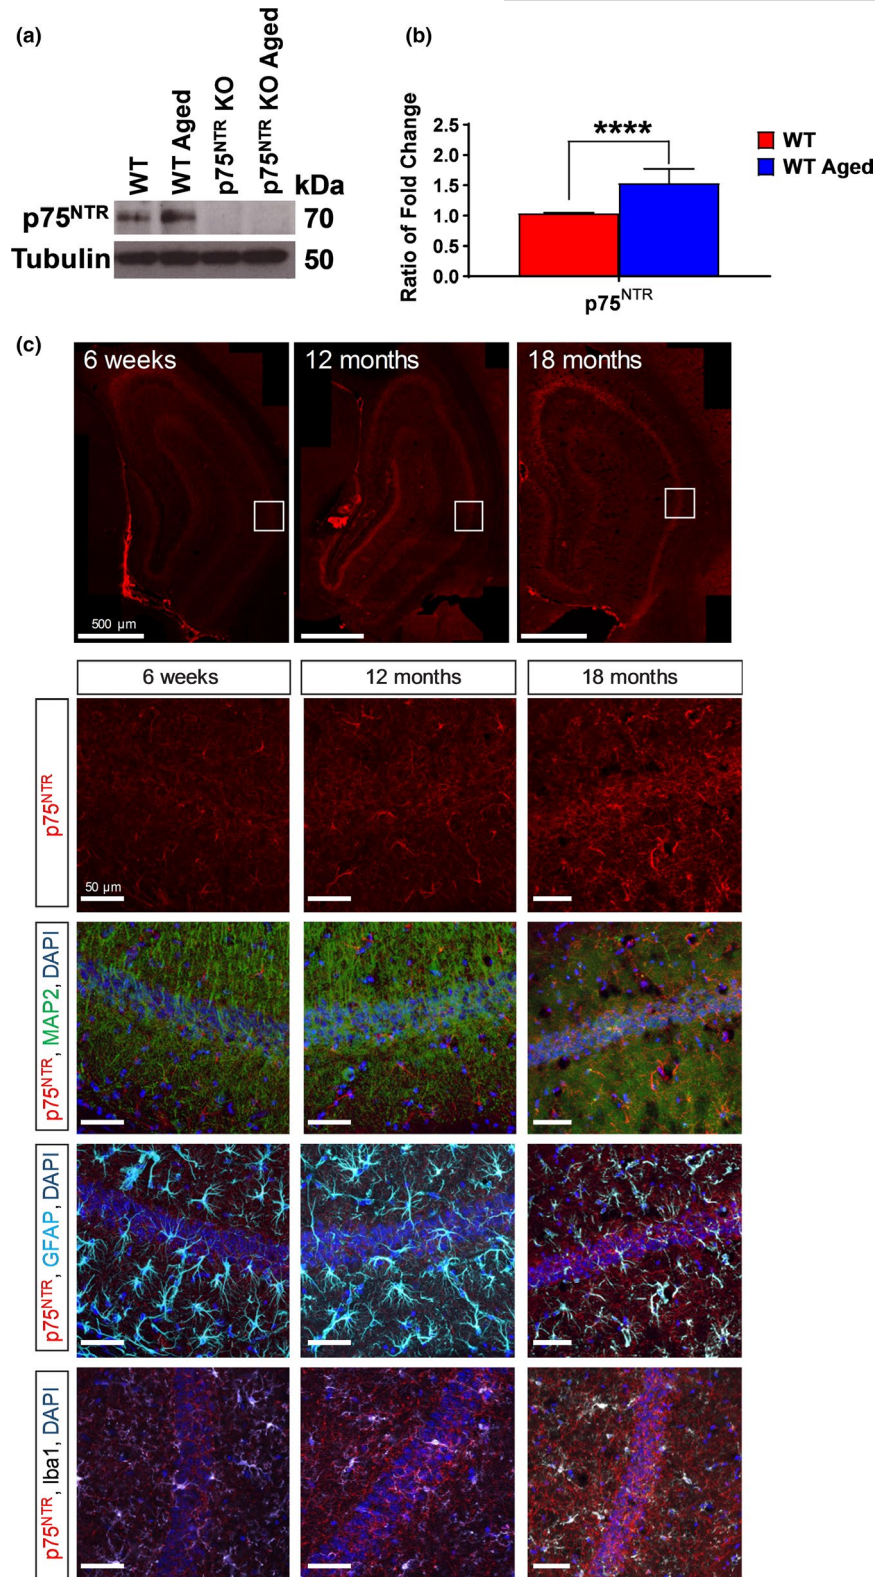 (a)
WT
WT Aged
p75NTR KO
p75NTR KO Aged
kDa
p75NTR
70
Tubulin
50
(b)
Ratio of Fold Change
2.5
2.0
1.5
1.0
0.5
0.0
****
p75NTR
WT
WT Aged
(c)
6 weeks
12 months
18 months
500 µm
6 weeks
12 months
18 months
p75NTR
50 µm
p75NTR, MAP2, DAPI
p75NTR, GFAP, DAPI
p75NTR, Iba1, DAPI